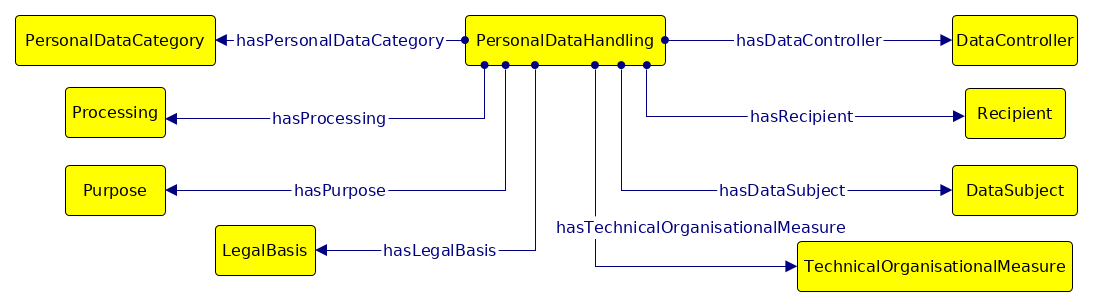 PersonalDataCategory
hasPersonalDataCategory
PersonalDataHandling
hasDataController
DataController
Processing
hasProcessing
hasRecipient
Recipient
Purpose
hasPurpose
hasDataSubject
DataSubject
hasTechnicalOrganisationalMeasure
LegalBasis
hasLegalBasis
TechnicalOrganisationalMeasure